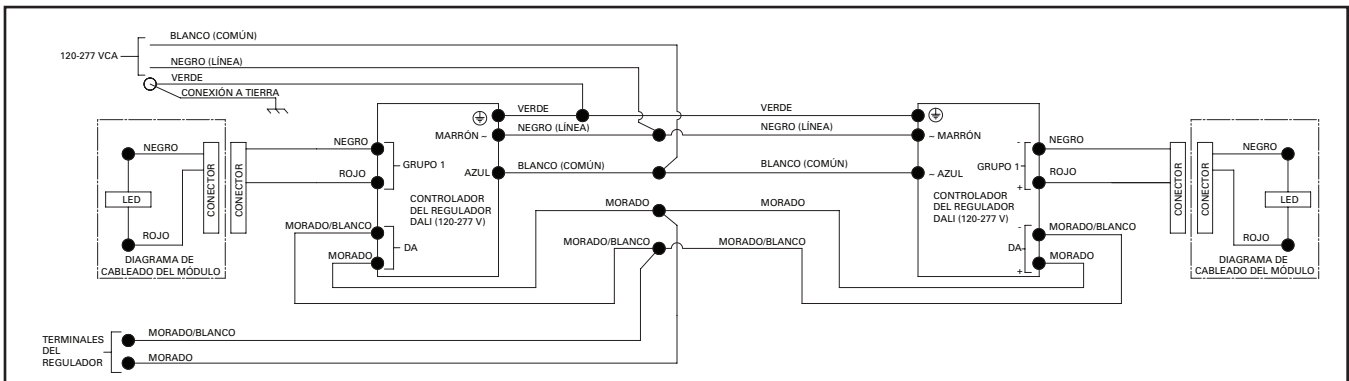 BLANCO (COMÚN)
120-277 VCA
NEGRO (LÍNEA)
VERDE
CONEXIÓN A TIERRA
NEGRO
LED
ROJO
CONECTOR
DIAGRAMA DE
CABLEADO DEL MÓDULO
CONECTOR
NEGRO
ROJO
MORADO/BLANCO
MORADO
MARRÓN ~
GRUPO 1
AZUL
CONTROLADOR
DEL REGULADOR
DALI (120-277 V)
DA
VERDE
NEGRO (LÍNEA)
BLANCO (COMÚN)
MORADO
MORADO/BLANCO
VERDE
NEGRO (LÍNEA)
BLANCO (COMÚN)
MORADO
MORADO/BLANCO
~ MARRÓN
- 
GRUPO 1
+
~ AZUL
CONTROLADOR
DEL REGULADOR
DALI (120-277 V)
-
DA
+
NEGRO
ROJO
MORADO/BLANCO
MORADO
CONECTOR
CONECTOR
NEGRO
LED
ROJO
DIAGRAMA DE
CABLEADO DEL MÓDULO
TERMINALES
DEL
REGULADOR
MORADO/BLANCO
MORADO